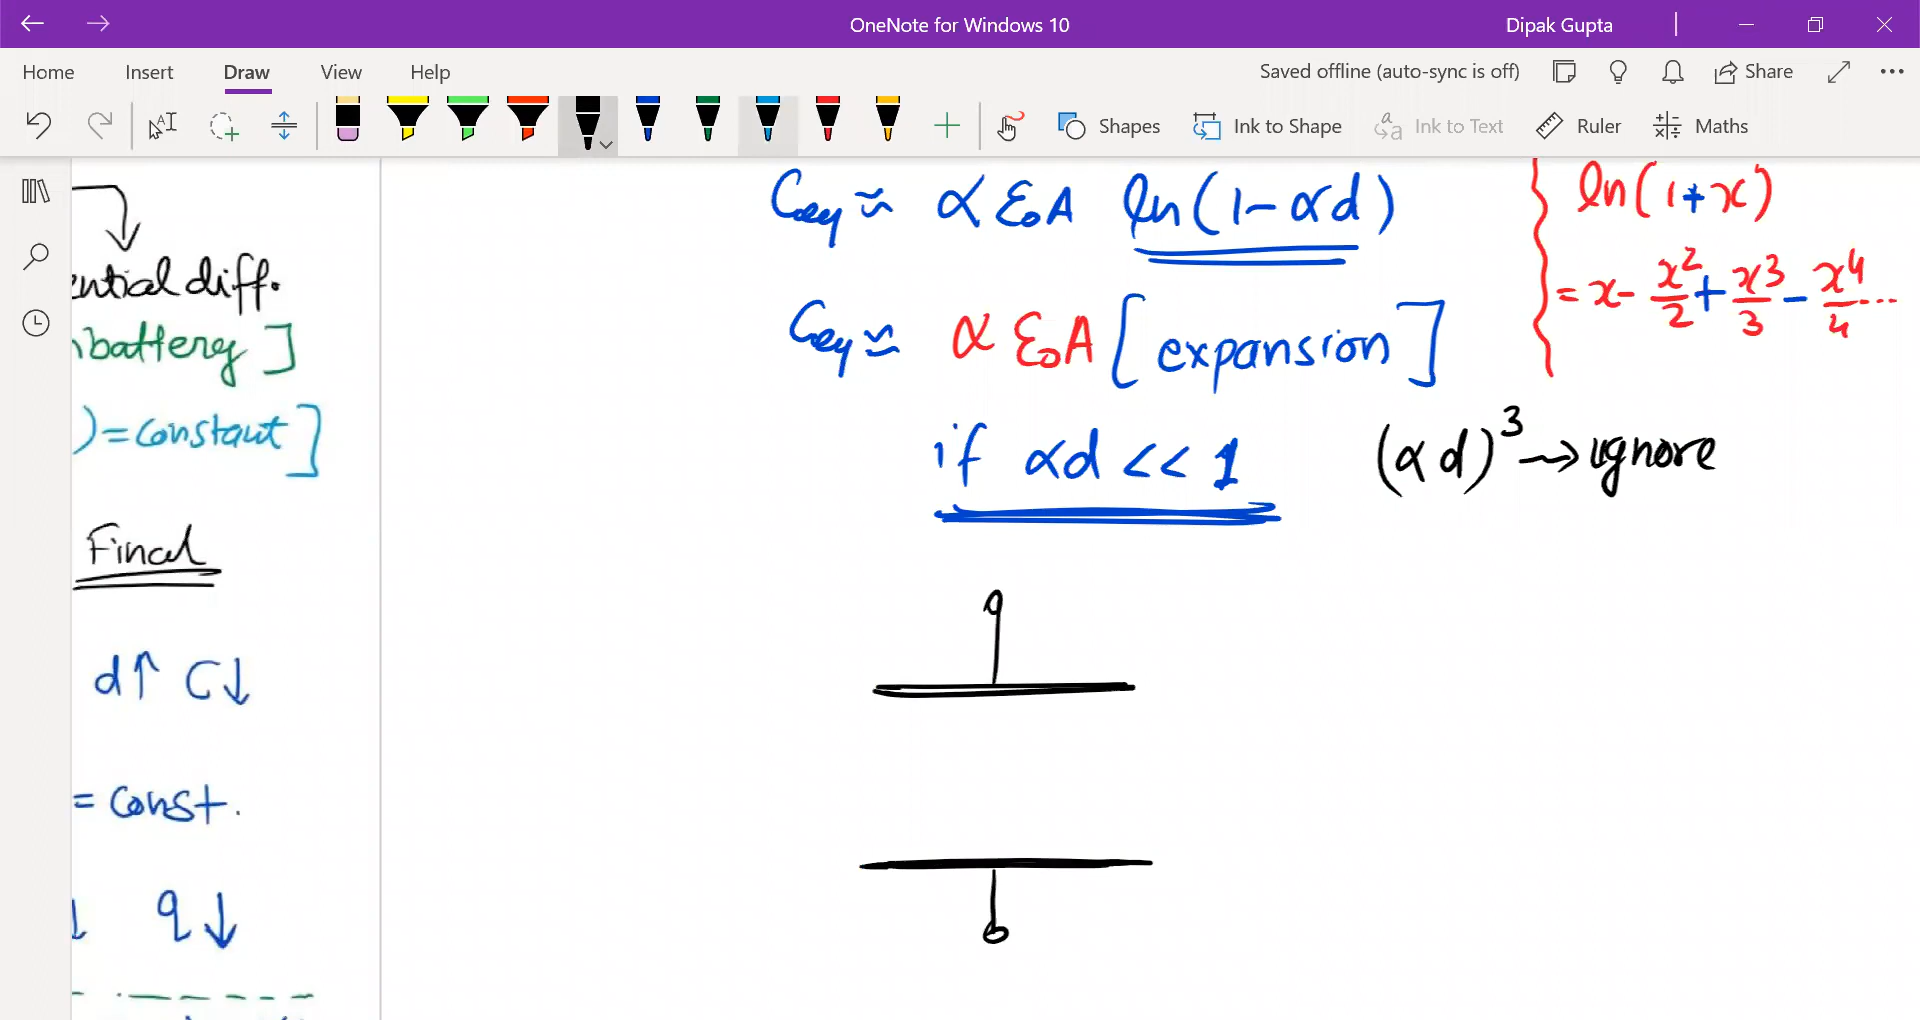 OneNote for Windows 10
Dipak Gupta
Home Insert Draw View Help
Saved offline (auto-sync is off) Share
Shapes Ink to Shape Ink to Text Ruler Maths
Ceq ≈ α ε₀A ln(1-αd)
ln(1+x)
= x - x²/2 + x³/3 - x⁴/4 ...
Ceq ≈ α ε₀A [expansion]
if αd << 1
(αd)³ → ignore
ential diff.
battery]
) = constant]
Final
d↑ C↓
= const.
↓ q↓